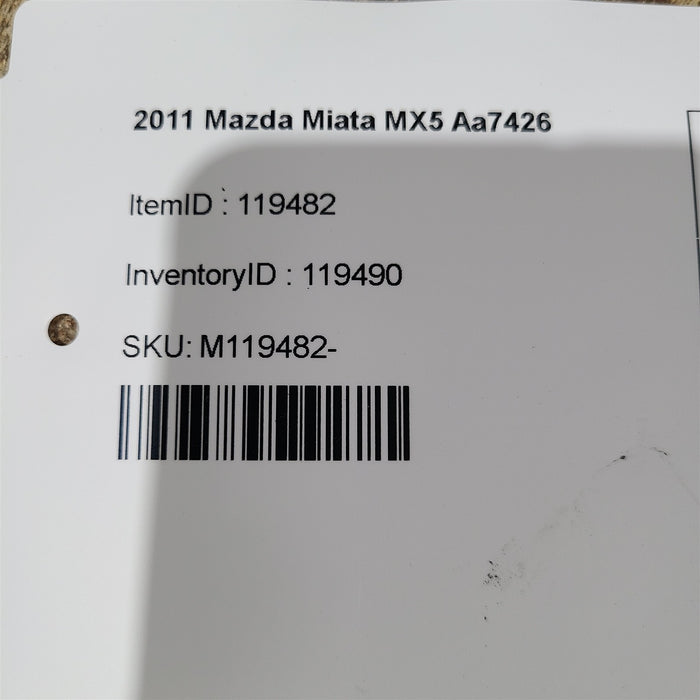 2011 Mazda Miata MX5 Aa7426
ItemID : 119482
InventoryID : 119490
SKU: M119482-